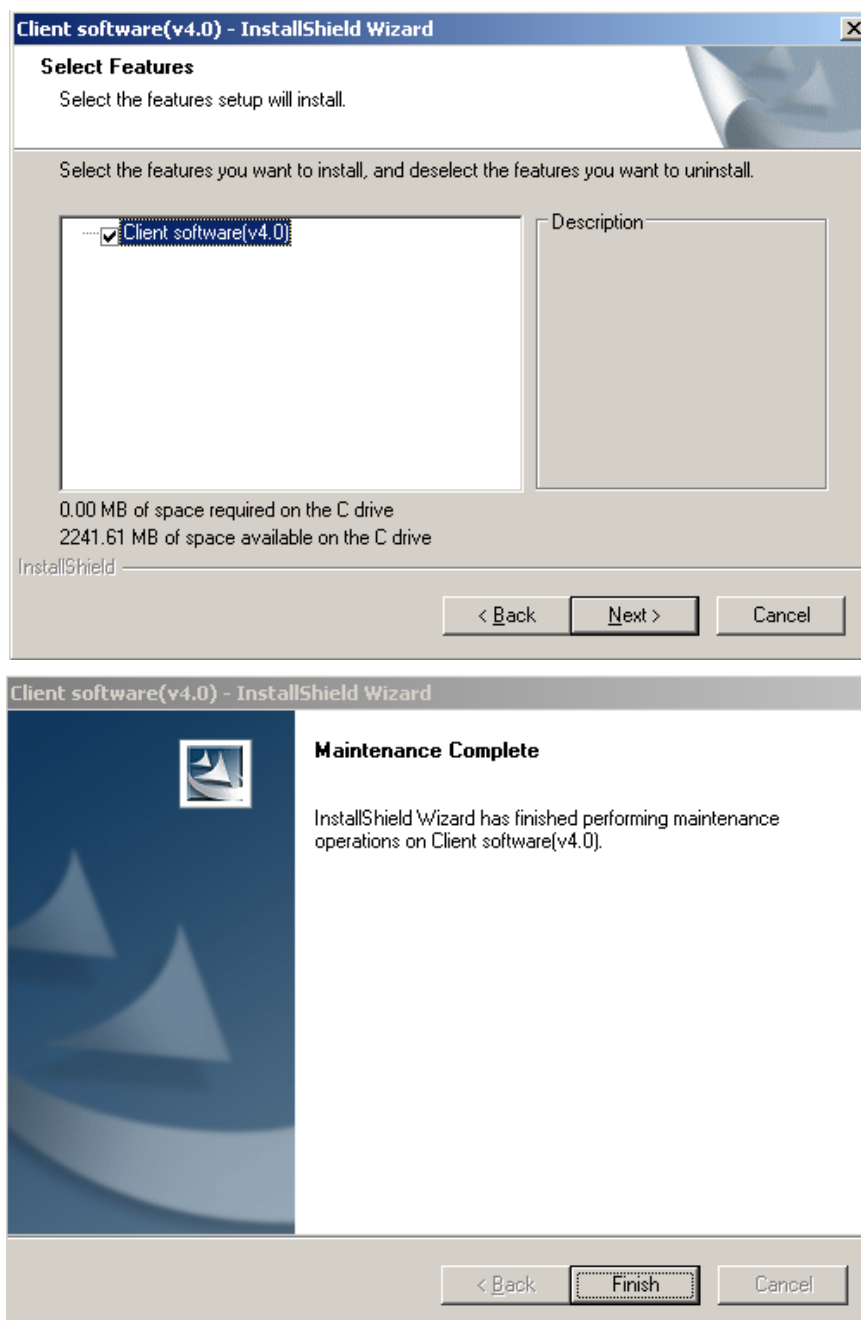 Client software(v4.0) - InstallShield Wizard
Select Features
Select the features setup will install.
Select the features you want to install, and deselect the features you want to uninstall.
Client software(v4.0)
Description
0.00 MB of space required on the C drive
2241.61 MB of space available on the C drive
InstallShield
< Back Next > Cancel
Client software(v4.0) - InstallShield Wizard
Maintenance Complete
InstallShield Wizard has finished performing maintenance
operations on Client software(v4.0).
< Back Finish Cancel